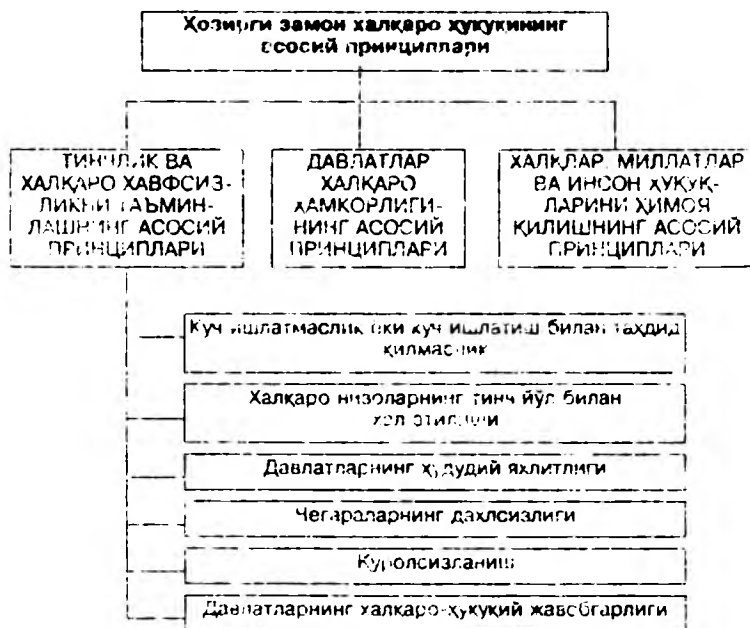 Ҳозирги замон халқаро ҳуқуқининг
асосий принциплари
ТИНЧЛИК ВА
ХАЛҚАРО ХАВФСИЗ-
ЛИКНИ ТАЪМИН-
ЛАШНИНГ АСОСИЙ
ПРИНЦИПЛАРИ
ДАВЛАТЛАР
ХАЛҚАРО
ҲАМКОРЛИГИ-
НИНГ АСОСИЙ
ПРИНЦИПЛАРИ
ХАЛҚЛАР, МИЛЛАТЛАР
ВА ИНСОН ҲУҚУҚ-
ЛАРИНИ ҲИМОЯ
ҚИЛИШНИНГ АСОСИЙ
ПРИНЦИПЛАРИ
Куч ишлатмаслик ёки куч ишлатиш билан таҳдид
қилмаслик
Халқаро низоларнинг тинч йўл билан
ҳал этилиши
Давлатларнинг ҳудудий яхлитлиги
Чегараларнинг дахлсизлиги
Қуролсизланиш
Давлатларнинг халқаро-ҳуқуқий жавобгарлиги